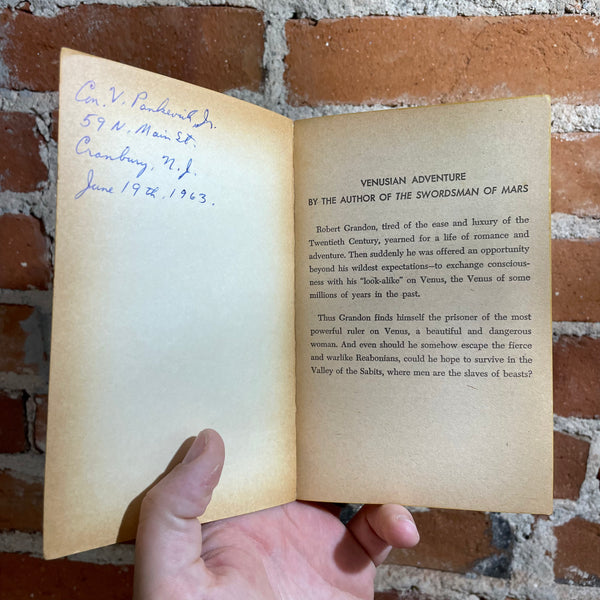 Con. V. Pankevich, Jr.
59 N. Main St.
Cranbury, N.J.
June 19th, 1963.
VENUSIAN ADVENTURE
BY THE AUTHOR OF THE SWORDSMAN OF MARS
Robert Grandon, tired of the ease and luxury of the
Twentieth Century, yearned for a life of romance and
adventure. Then suddenly he was offered an opportunity
beyond his wildest expectations—to exchange conscious-
ness with his "look-alike" on Venus, the Venus of some
millions of years in the past.
Thus Grandon finds himself the prisoner of the most
powerful ruler on Venus, a beautiful and dangerous
woman. And even should he somehow escape the fierce
and warlike Reabonians, could he hope to survive in the
Valley of the Sabits, where men are the slaves of beasts?